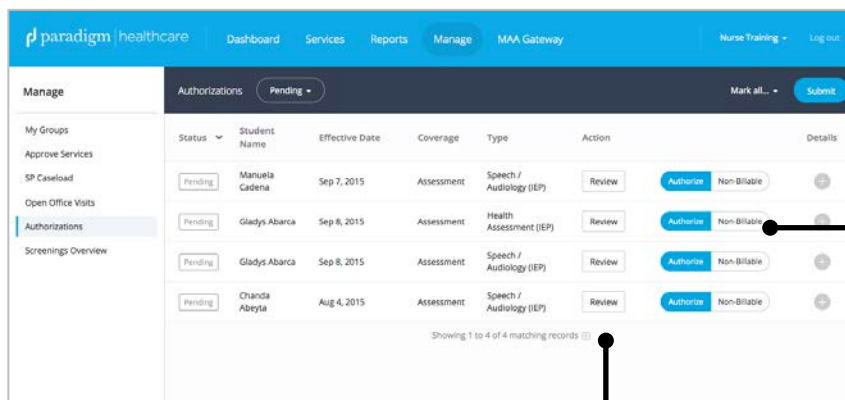 paradigm healthcare Dashboard Services Reports Manage MAA Gateway Nurse Training Log out
Manage Authorizations Pending Mark all... Submit
My Groups
Approve Services
SP Caseload
Open Office Visits
Authorizations
Screenings Overview
Status Student Name Effective Date Coverage Type Action Details
Pending Manuela Cadena Sep 7, 2015 Assessment Speech / Audiology (IEP) Review Authorize Non-Billable
Pending Gladys Abarca Sep 8, 2015 Assessment Health Assessment (IEP) Review Authorize Non-Billable
Pending Gladys Abarca Sep 8, 2015 Assessment Speech / Audiology (IEP) Review Authorize Non-Billable
Pending Chanda Abeyta Aug 4, 2015 Assessment Speech / Audiology (IEP) Review Authorize Non-Billable
Showing 1 to 4 of 4 matching records